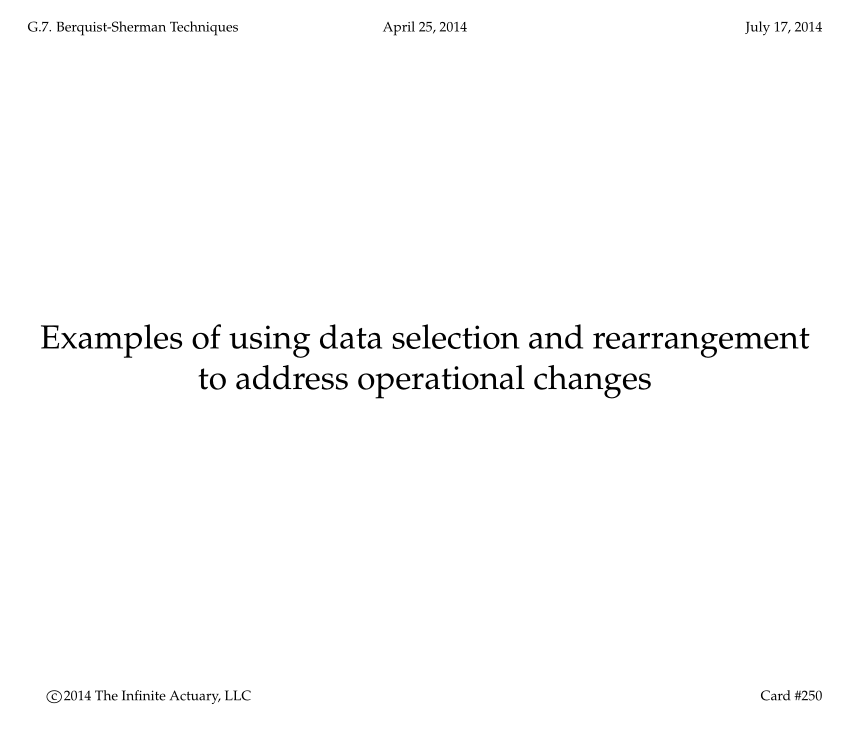 G.7. Berquist-Sherman Techniques April 25, 2014 July 17, 2014
Examples of using data selection and rearrangement
to address operational changes
©2014 The Infinite Actuary, LLC Card #250